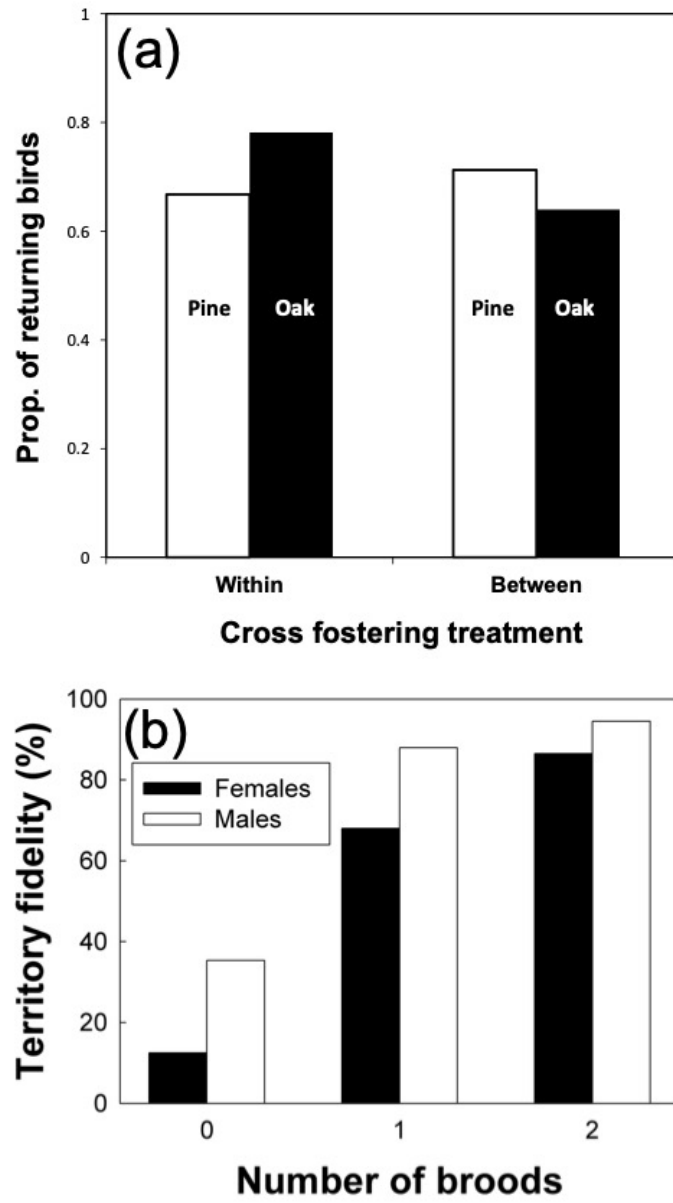 (a)
Prop. of returning birds
1
0.8
0.6
0.4
0.2
0
Pine Oak Pine Oak
Within Between
Cross fostering treatment
(b)
Territory fidelity (%)
100
80
60
40
20
0
Females
Males
0 1 2
Number of broods